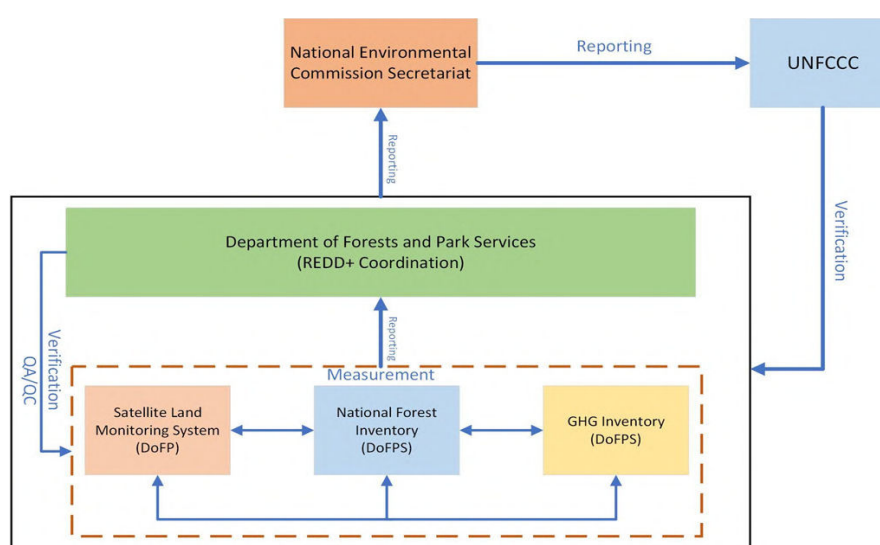 National Environmental
Commission Secretariat
Reporting
UNFCCC
Reporting
Verification
Department of Forests and Park Services
(REDD+ Coordination)
Verification
QA/QC
Reporting
Measurement
Satellite Land
Monitoring System
(DoFP)
National Forest
Inventory
(DoFPS)
GHG Inventory
(DoFPS)